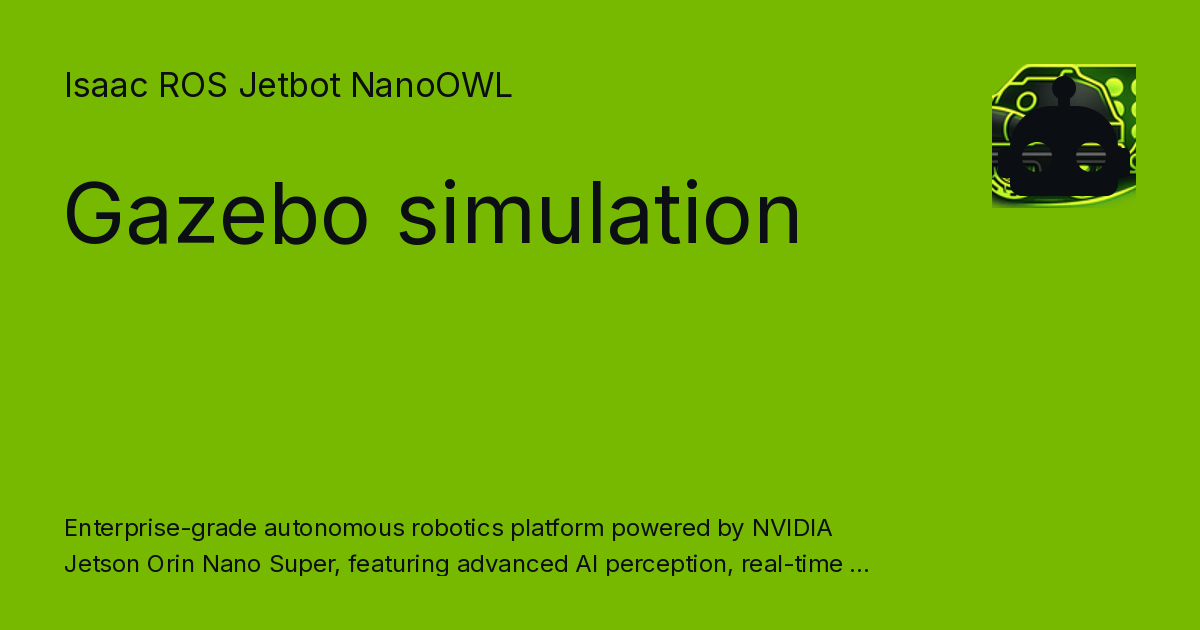 Isaac ROS Jetbot NanoOWL
Gazebo simulation
Enterprise-grade autonomous robotics platform powered by NVIDIA
Jetson Orin Nano Super, featuring advanced AI perception, real-time ...